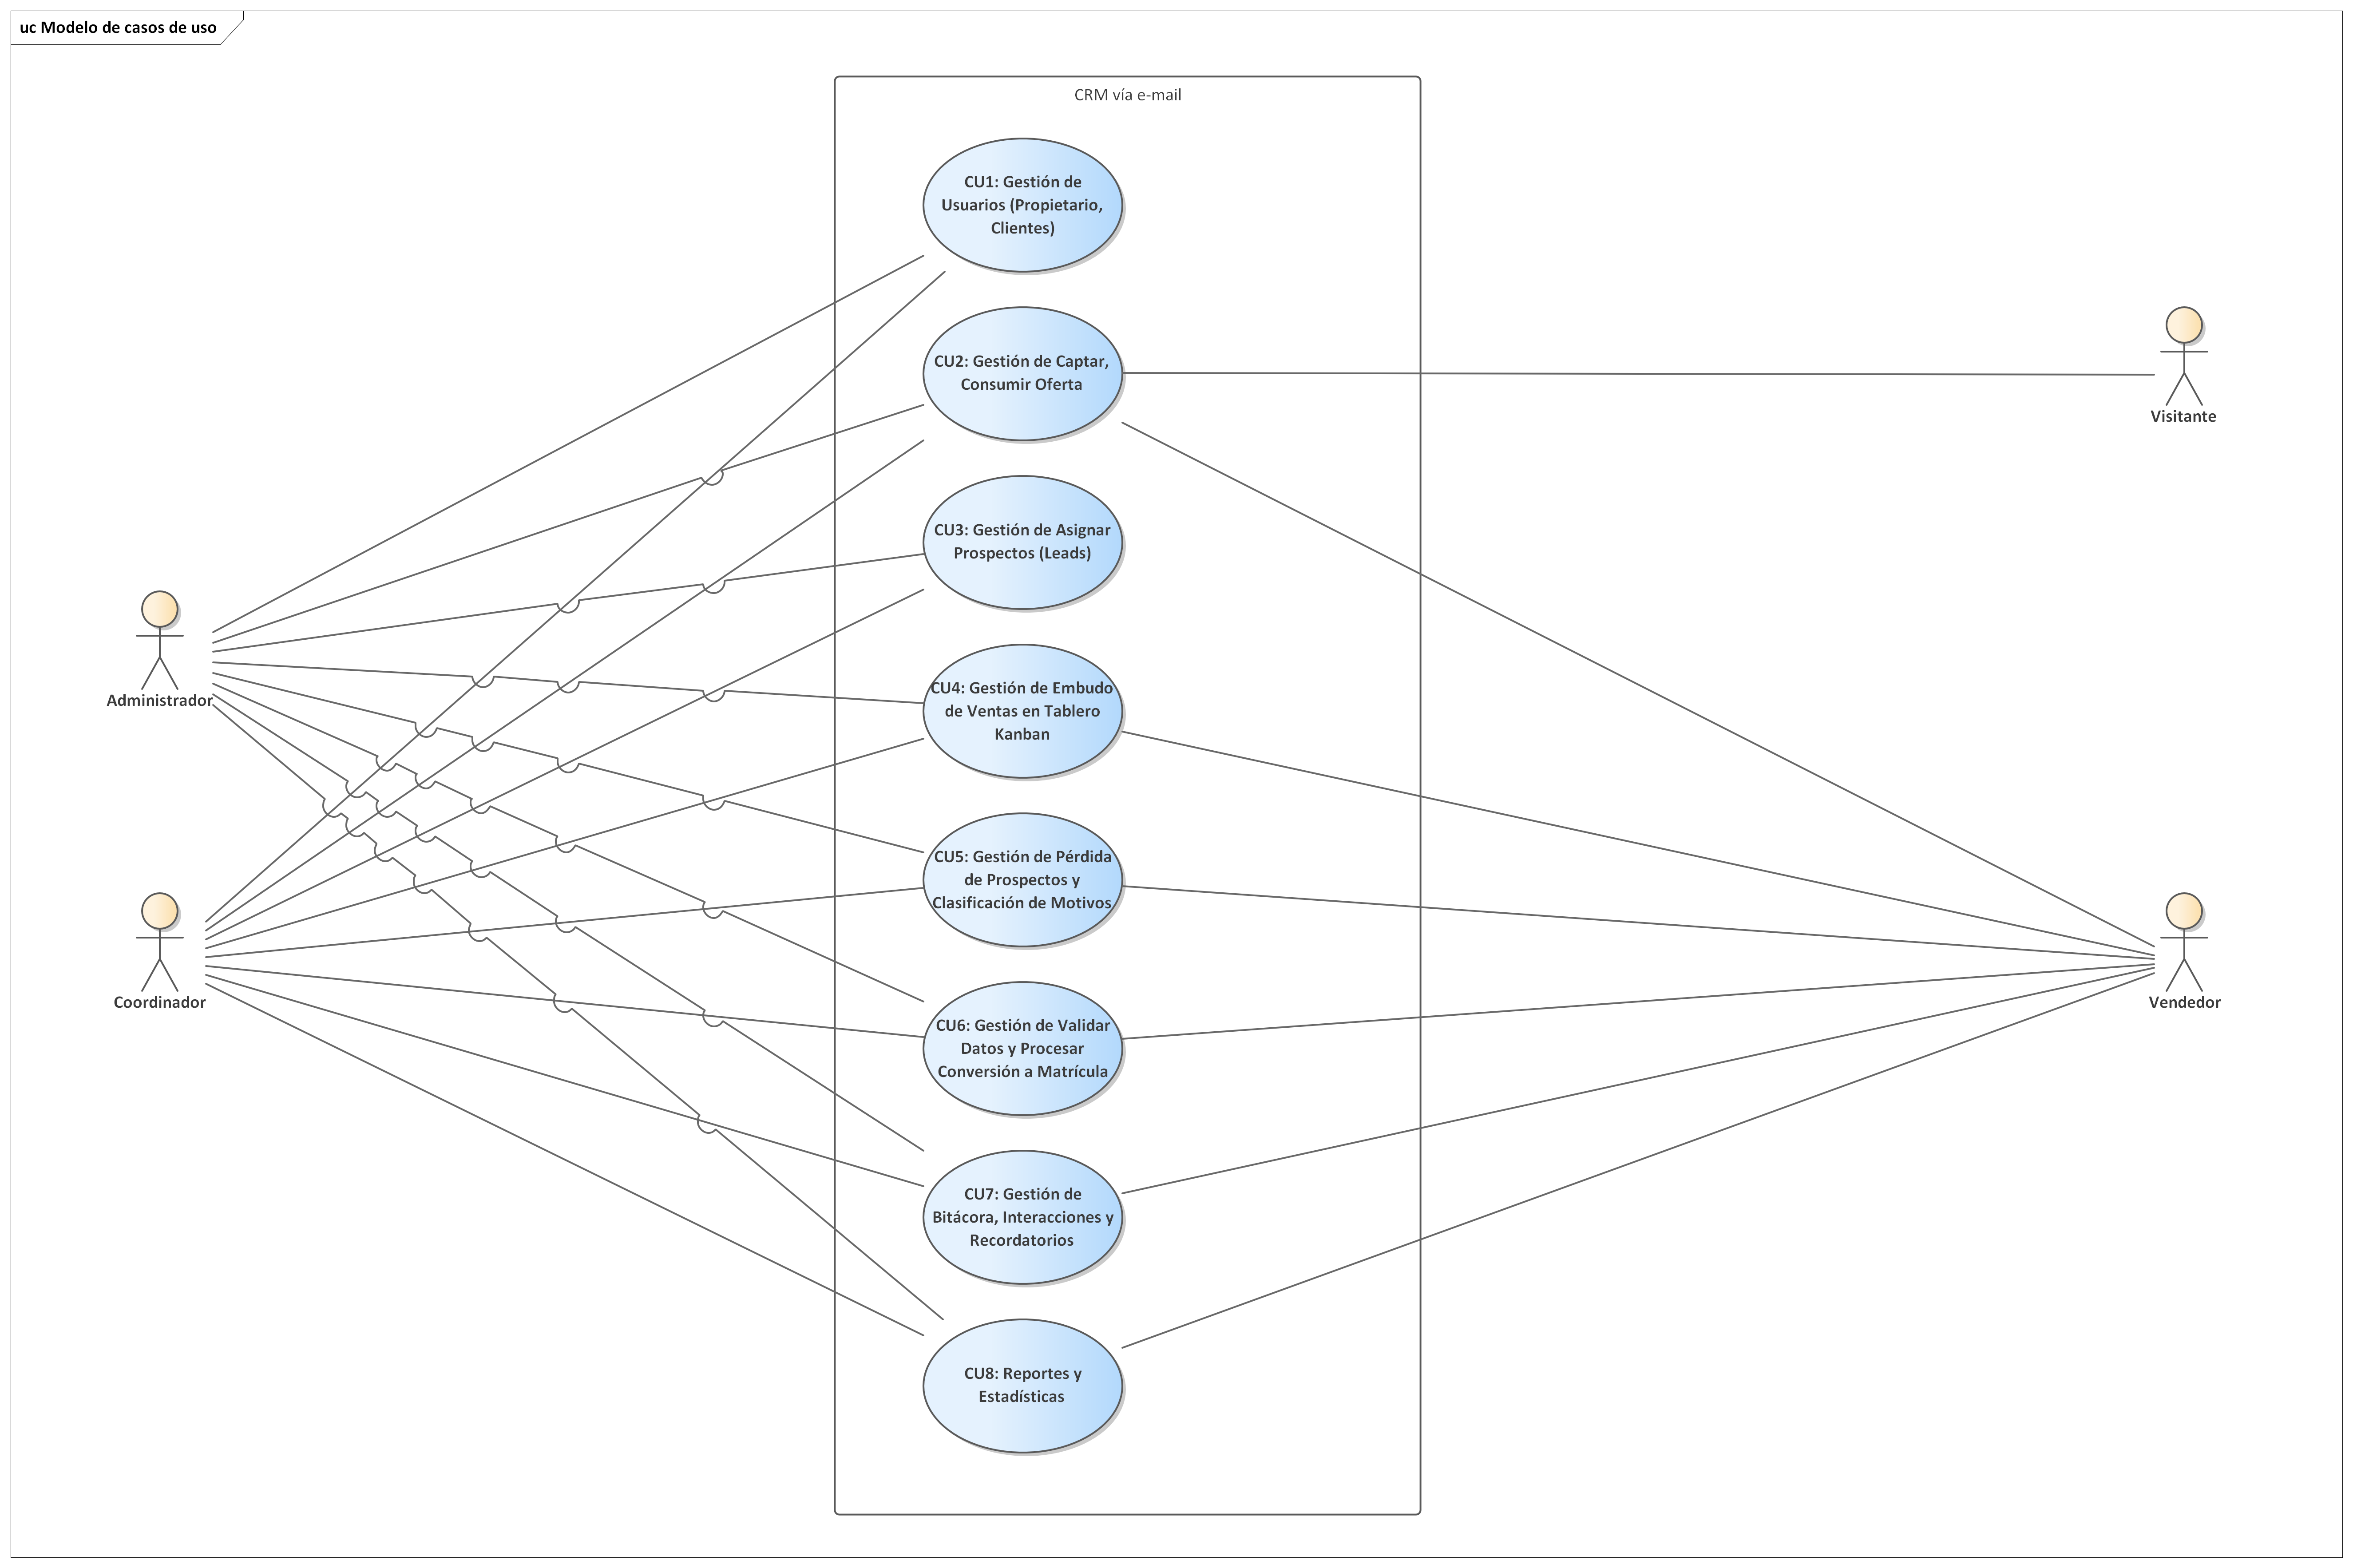 uc Modelo de casos de uso
CRM vía e-mail
CU1: Gestión de
Usuarios (Propietario,
Clientes)
CU2: Gestión de Captar,
Consumir Oferta
Visitante
CU3: Gestión de Asignar
Prospectos (Leads)
Administrador
CU4: Gestión de Embudo
de Ventas en Tablero
Kanban
CU5: Gestión de Pérdida
de Prospectos y
Clasificación de Motivos
Coordinador
Vendedor
CU6: Gestión de Validar
Datos y Procesar
Conversión a Matrícula
CU7: Gestión de
Bitácora, Interacciones y
Recordatorios
CU8: Reportes y
Estadísticas